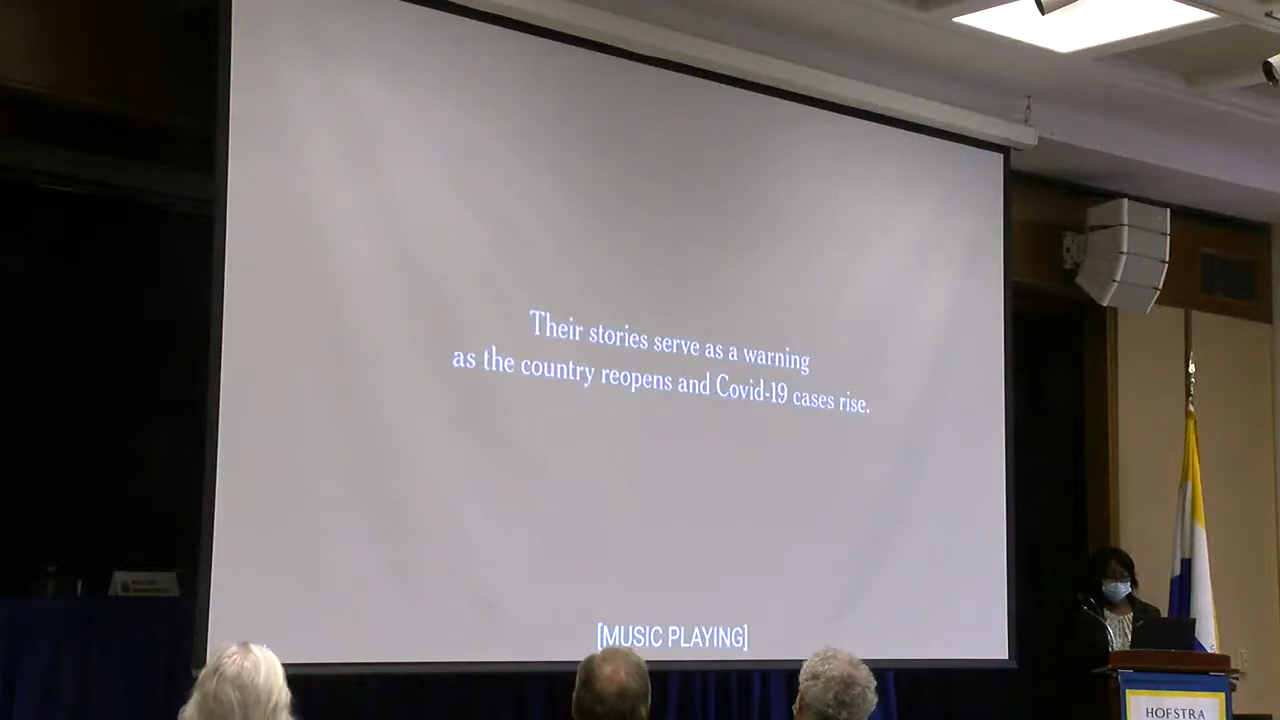 Their stories serve as a warning
as the country reopens and Covid-19 cases rise.
[MUSIC PLAYING]
HOFSTRA